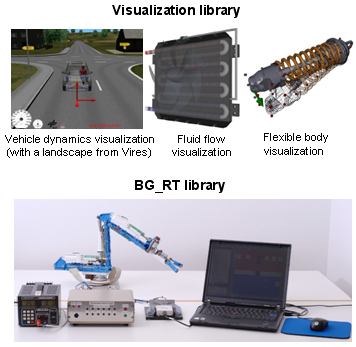 Visualization library
Vehicle dynamics visualization
(with a landscape from Vires)
Fluid flow
visualization
Flexible body
visualization
BG_RT library